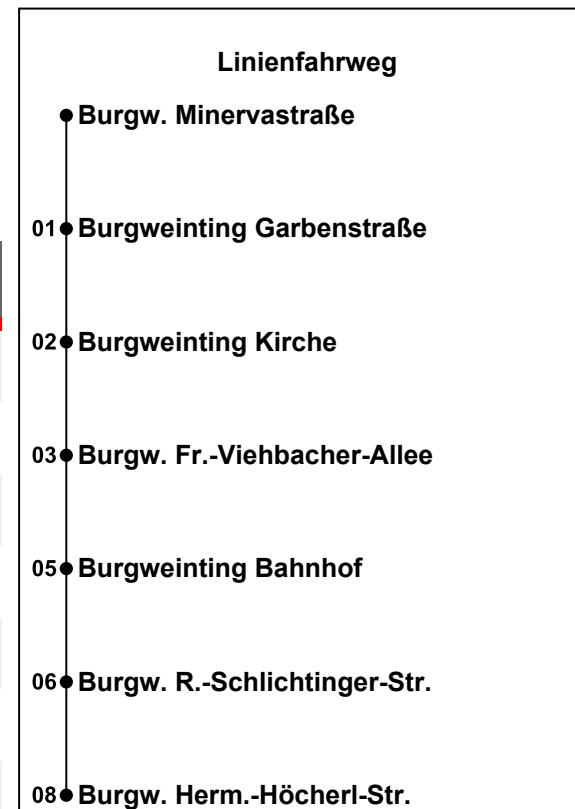 Linienfahrweg
Burgw. Minervastraße
01 Burgweinting Garbenstraße
02 Burgweinting Kirche
03 Burgw. Fr.-Viehbacher-Allee
05 Burgweinting Bahnhof
06 Burgw. R.-Schlichtinger-Str.
08 Burgw. Herm.-Höcherl-Str.